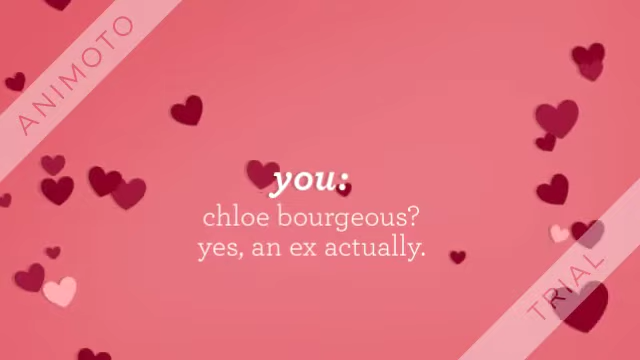 ANIMOTO
you:
chloe bourgeous?
yes, an ex actually.
TRIAL